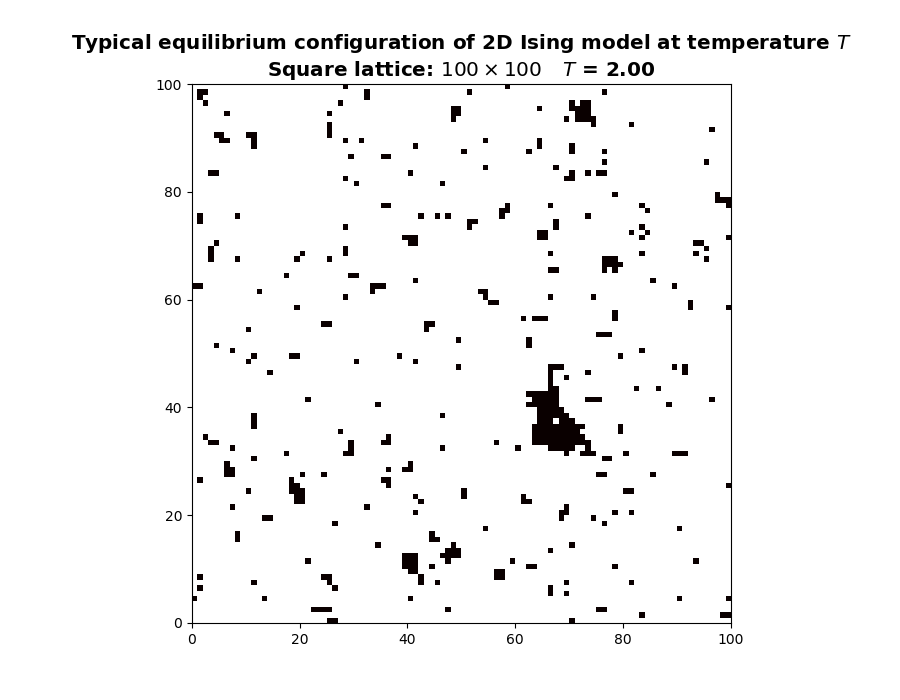 Typical equilibrium configuration of 2D Ising model at temperature T
Square lattice: 100 × 100 T = 2.00
100
80
60
40
20
0
0 20 40 60 80 100